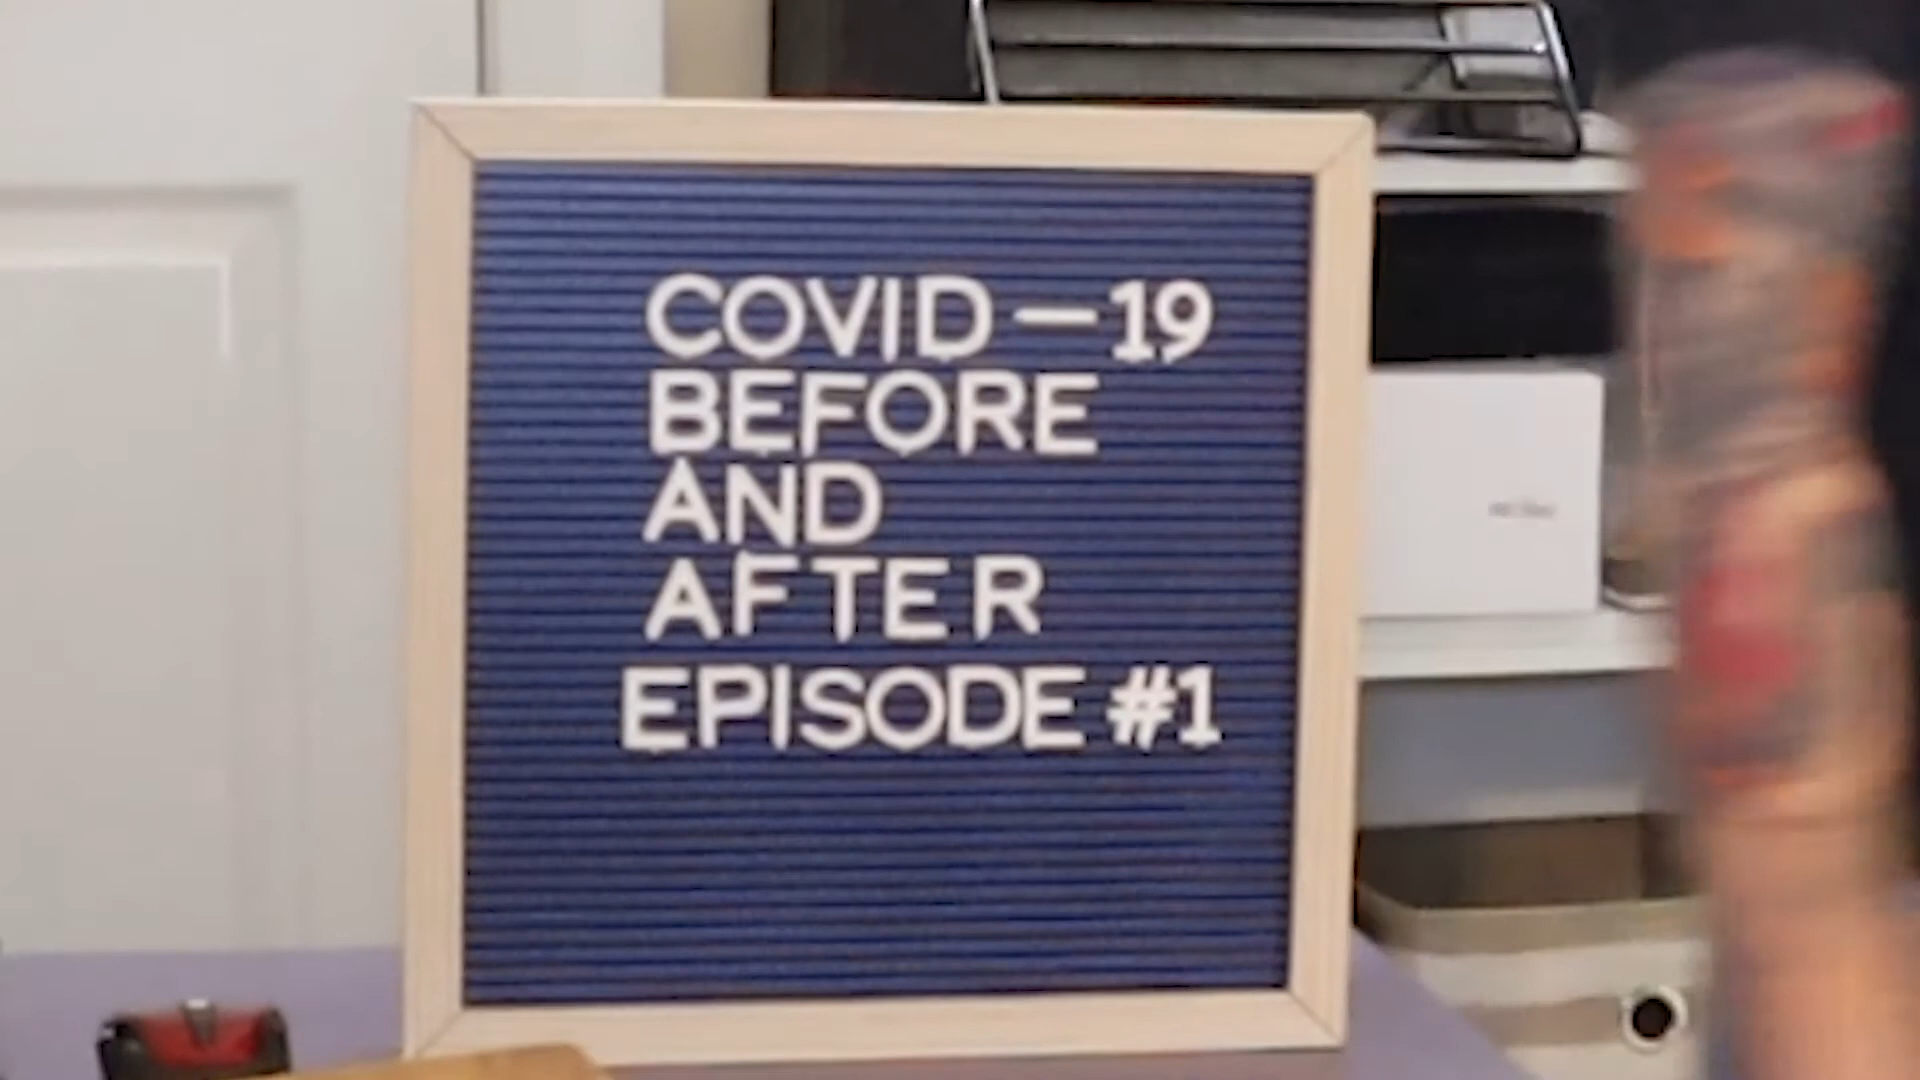 COVID-19
BEFORE
AND
AFTER
EPISODE #1